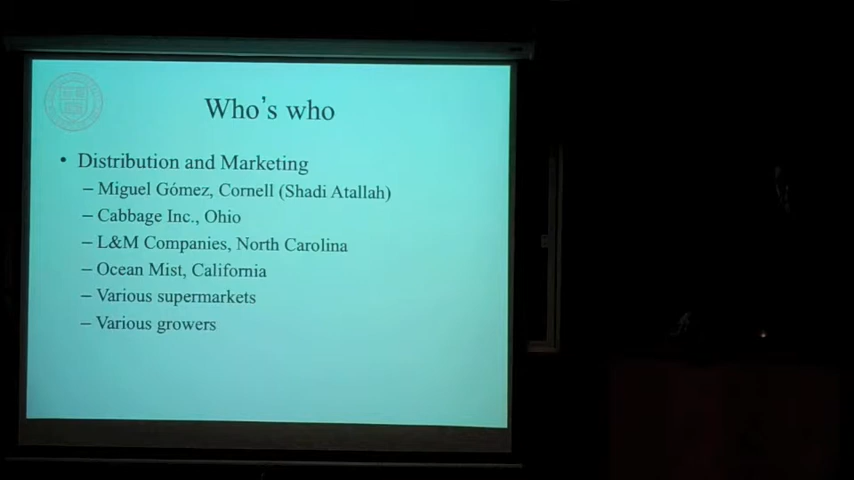 Who's who
• Distribution and Marketing
– Miguel Gómez, Cornell (Shadi Atallah)
– Cabbage Inc., Ohio
– L&M Companies, North Carolina
– Ocean Mist, California
– Various supermarkets
– Various growers